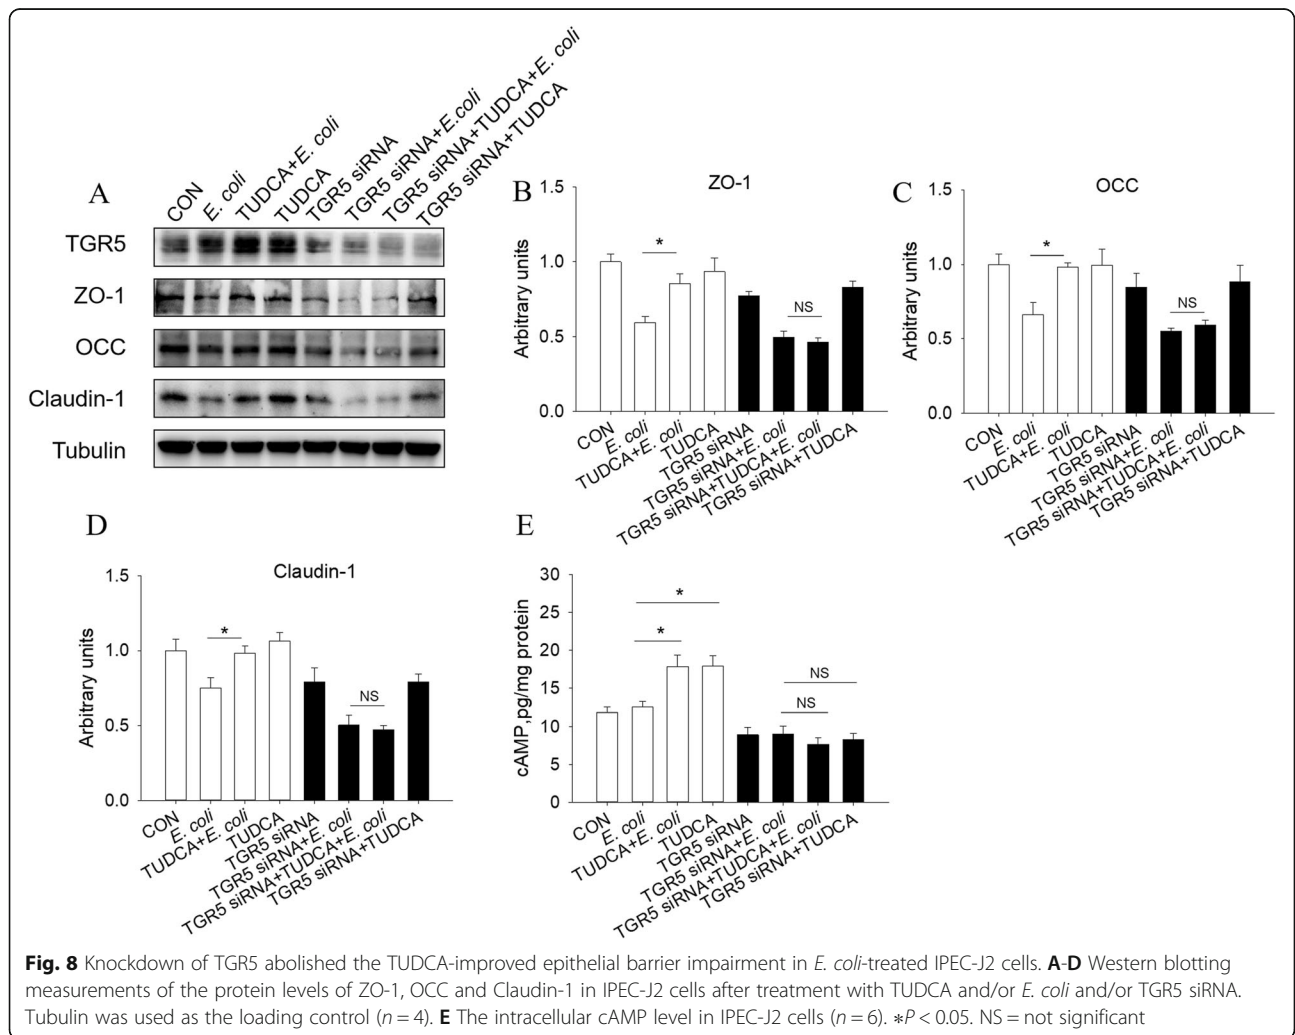 A
CON
E. coli
TUDCA+E. coli
TUDCA
TGR5 siRNA
TGR5 siRNA+E.coli
TGR5 siRNA+TUDCA+E. coli
TGR5 siRNA+TUDCA
TGR5
ZO-1
OCC
Claudin-1
Tubulin
B
ZO-1
Arbitrary units
1.5
1.0
0.5
0.0
*
NS
CON
E. coli
TUDCA+E. coli
TUDCA
TGR5 siRNA
TGR5 siRNA+E. coli
TGR5 siRNA+TUDCA+E. coli
TGR5 siRNA+TUDCA
C
OCC
Arbitrary units
1.5
1.0
0.5
0.0
*
NS
CON
E. coli
TUDCA+E. coli
TUDCA
TGR5 siRNA
TGR5 siRNA+E. coli
TGR5 siRNA+TUDCA+E. coli
TGR5 siRNA+TUDCA
D
Claudin-1
Arbitrary units
1.5
1.0
0.5
0.0
*
NS
CON
E. coli
TUDCA+E. coli
TUDCA
TGR5 siRNA
TGR5 siRNA+E. coli
TGR5 siRNA+TUDCA+E. coli
TGR5 siRNA+TUDCA
E
cAMP,pg/mg protein
30
25
20
15
10
5
0
*
*
NS
NS
CON
E. coli
TUDCA+E. coli
TUDCA
TGR5 siRNA
TGR5 siRNA+E. coli
TGR5 siRNA+TUDCA+E. coli
TGR5 siRNA+TUDCA
Fig. 8 Knockdown of TGR5 abolished the TUDCA-improved epithelial barrier impairment in E. coli-treated IPEC-J2 cells. A-D Western blotting
measurements of the protein levels of ZO-1, OCC and Claudin-1 in IPEC-J2 cells after treatment with TUDCA and/or E. coli and/or TGR5 siRNA.
Tubulin was used as the loading control (n = 4). E The intracellular cAMP level in IPEC-J2 cells (n = 6). *P < 0.05. NS = not significant